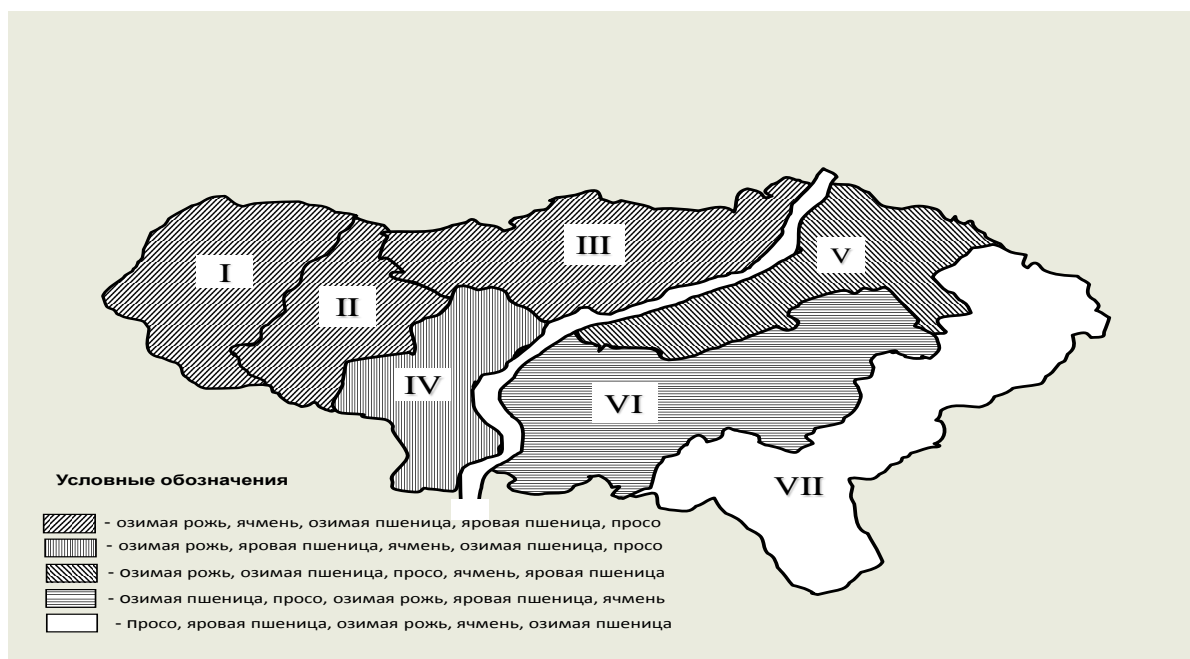 III
V
I
II
IV
VI
VII
Условные обозначения
- озимая рожь, ячмень, озимая пшеница, яровая пшеница, просо
- озимая рожь, яровая пшеница, ячмень, озимая пшеница, просо
- озимая рожь, озимая пшеница, просо, ячмень, яровая пшеница
- озимая пшеница, просо, озимая рожь, яровая пшеница, ячмень
- просо, яровая пшеница, озимая рожь, ячмень, озимая пшеница